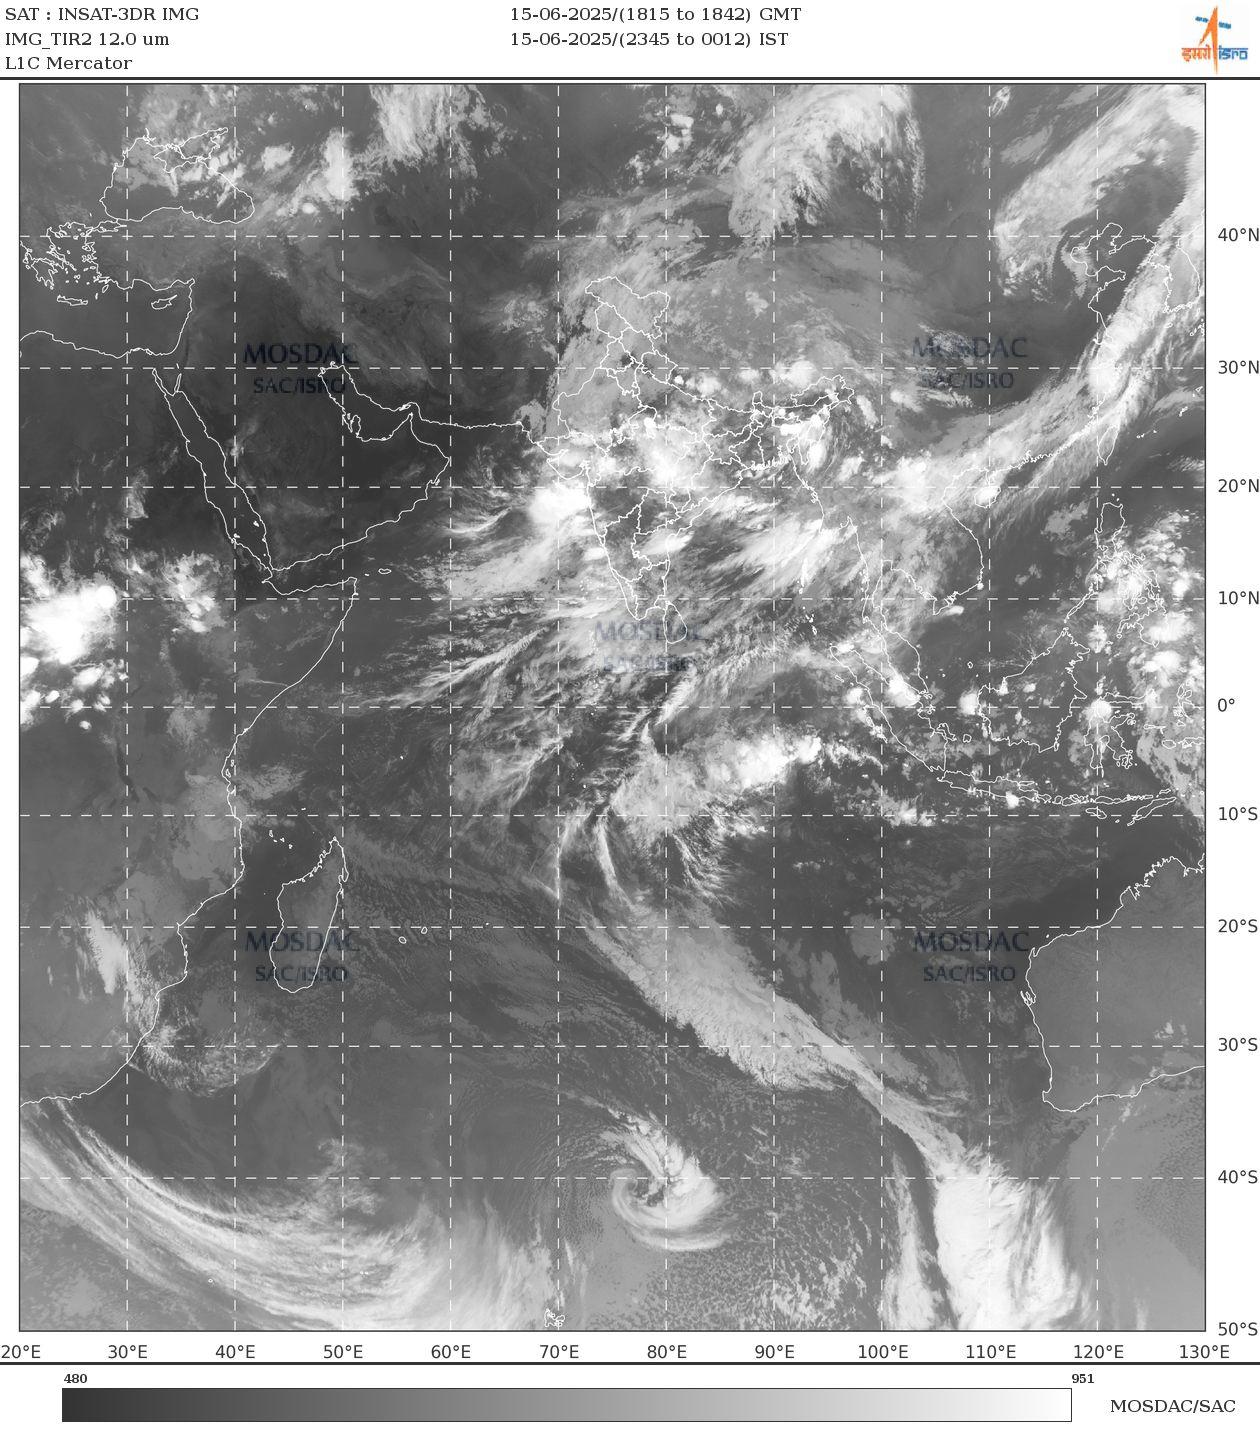 SAT : INSAT-3DR IMG
IMG_TIR2 12.0 um
L1C Mercator
15-06-2025/(1815 to 1842) GMT
15-06-2025/(2345 to 0012) IST
इसरो isro
40°N
MOSDAC
SAC/ISRO
MOSDAC
SAC/ISRO
30°N
20°N
10°N
MOSDAC
SAC/ISRO
0°
10°S
20°S
MOSDAC
SAC/ISRO
MOSDAC
SAC/ISRO
30°S
40°S
50°S
20°E 30°E 40°E 50°E 60°E 70°E 80°E 90°E 100°E 110°E 120°E 130°E
480 951
MOSDAC/SAC